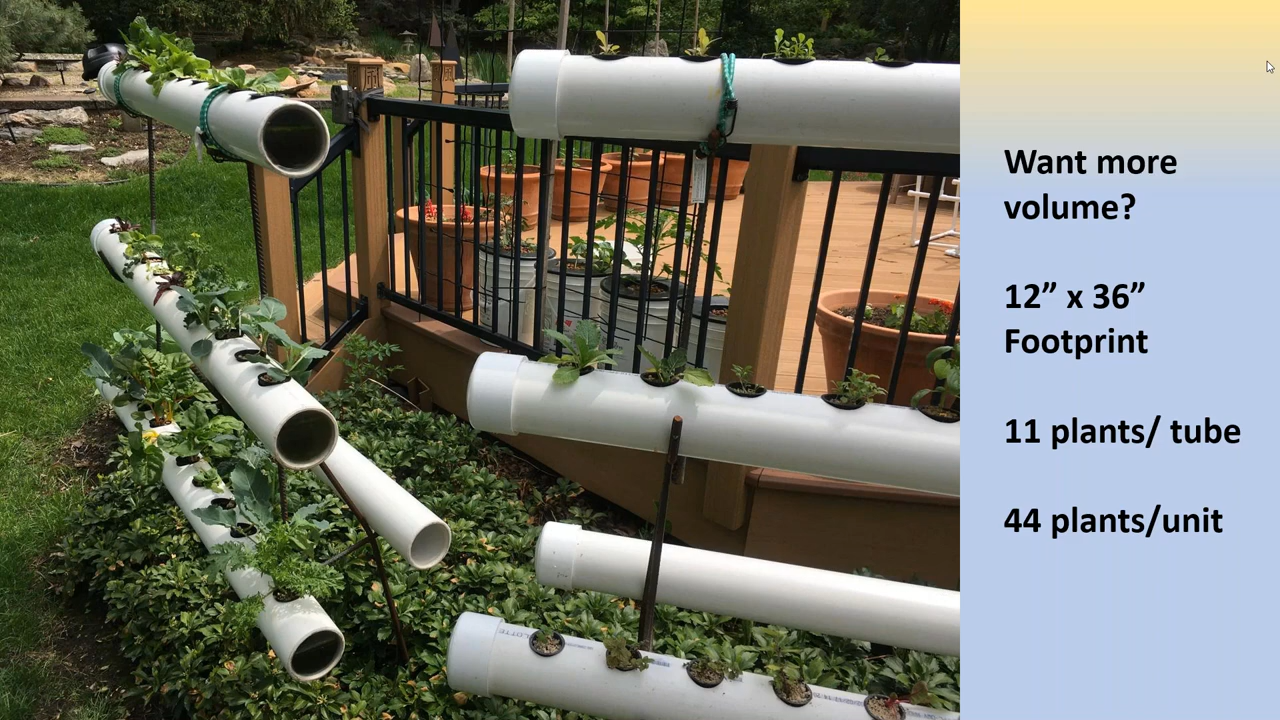 Want more
volume?
12” x 36”
Footprint
11 plants/ tube
44 plants/unit